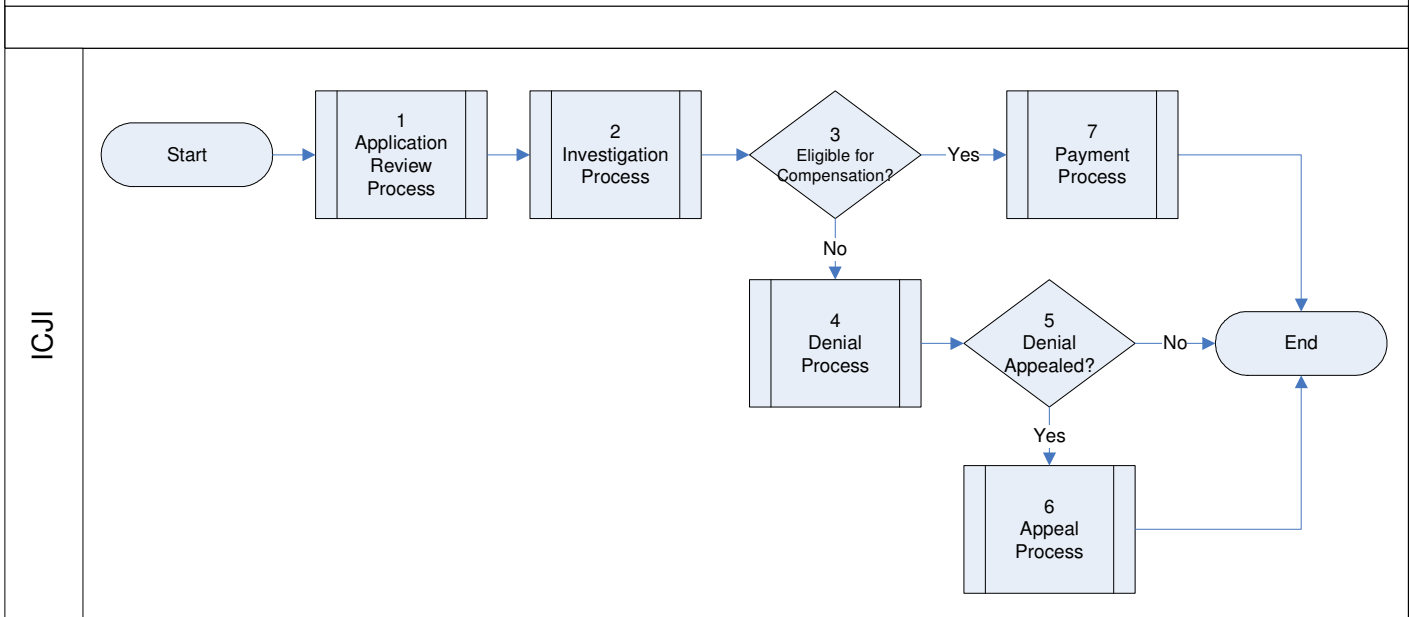 ICJI
Start
1
Application
Review
Process
2
Investigation
Process
3
Eligible for
Compensation?
Yes
7
Payment
Process
No
4
Denial
Process
5
Denial
Appealed?
No
End
Yes
6
Appeal
Process